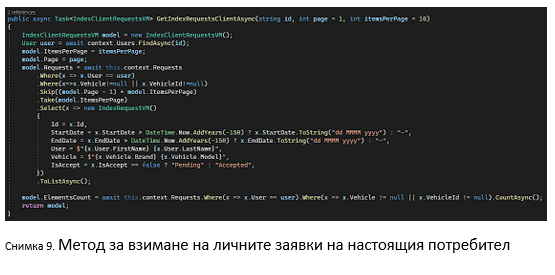 2 references
public async Task<IndexClientRequestsVM> GetIndexRequestsClientAsync(string id, int page = 1, int itemsPerPage = 10)
{
IndexClientRequestsVM model = new IndexClientRequestsVM();
User user = await context.Users.FindAsync(id);
model.ItemsPerPage = itemsPerPage;
model.Page = page;
model.Requests = await this.context.Requests
.Where(x => x.User == user)
.Where(x=>x.Vehicle!=null || x.VehicleId!=null)
.Skip((model.Page - 1) * model.ItemsPerPage)
.Take(model.ItemsPerPage)
.Select(x => new IndexRequestVM()
{
Id = x.Id,
StartDate = x.StartDate > DateTime.Now.AddYears(-150) ? x.StartDate.ToString("dd MMMM yyyy") : "-",
EndDate = x.EndDate > DateTime.Now.AddYears(-150) ? x.EndDate.ToString("dd MMMM yyyy") : "-",
User = $"{x.User.FirstName} {x.User.LastName}",
Vehicle = $"{x.Vehicle.Brand} {x.Vehicle.Model}",
IsAccept = x.IsAccept == false ? "Pending" : "Accepted",
})
.ToListAsync();
model.ElementsCount = await this.context.Requests.Where(x => x.User == user).Where(x => x.Vehicle != null || x.VehicleId != null).CountAsync();
return model;
}
Снимка 9. Метод за взимане на личните заявки на настоящия потребител